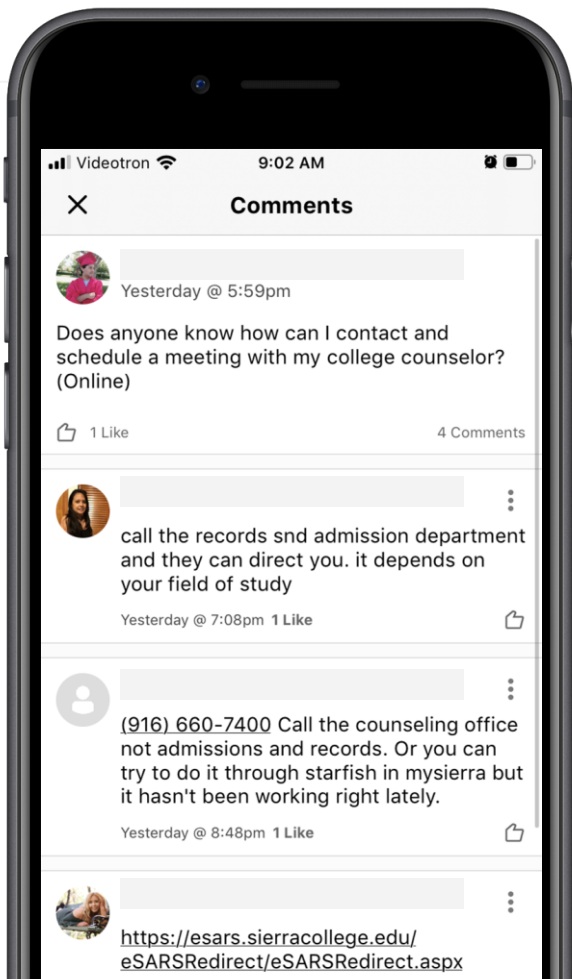 Videotron 9:02 AM
Comments
Yesterday @ 5:59pm
Does anyone know how can I contact and
schedule a meeting with my college counselor?
(Online)
1 Like 4 Comments
call the records snd admission department
and they can direct you. it depends on
your field of study
Yesterday @ 7:08pm 1 Like
(916) 660-7400 Call the counseling office
not admissions and records. Or you can
try to do it through starfish in mysierra but
it hasn't been working right lately.
Yesterday @ 8:48pm 1 Like
https://esars.sierracollege.edu/
eSARSRedirect/eSARSRedirect.aspx